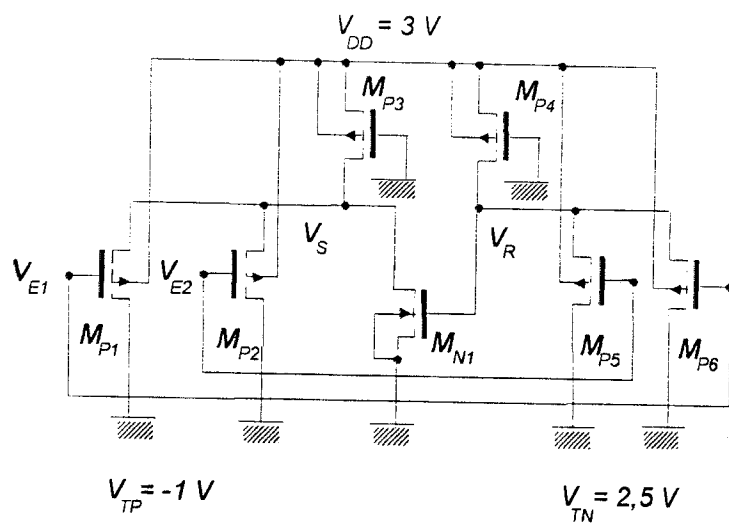 V_DD = 3 V
M_P3
M_P4
V_S
V_R
V_E1
V_E2
M_P1
M_P2
M_N1
M_P5
M_P6
V_TP = -1 V
V_TN = 2,5 V